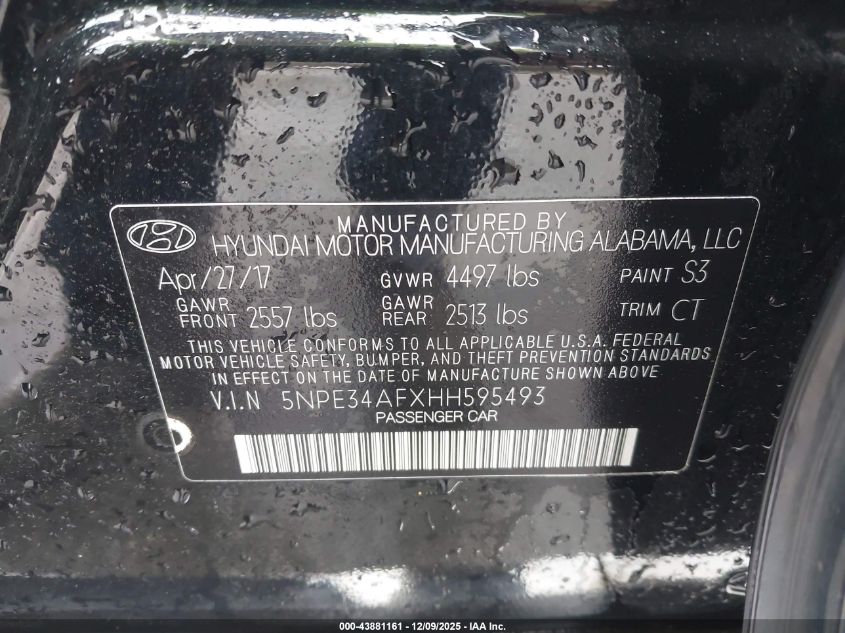 MANUFACTURED BY
HYUNDAI MOTOR MANUFACTURING ALABAMA, LLC
Apr/27/17 GVWR 4497 lbs PAINT S3
GAWR FRONT 2557 lbs GAWR REAR 2513 lbs TRIM CT
THIS VEHICLE CONFORMS TO ALL APPLICABLE U.S.A. FEDERAL
MOTOR VEHICLE SAFETY, BUMPER, AND THEFT PREVENTION STANDARDS
IN EFFECT ON THE DATE OF MANUFACTURE SHOWN ABOVE
V.I.N 5NPE34AFXHH595493
PASSENGER CAR
000-43881161 - 12/09/2025 - IAA Inc.